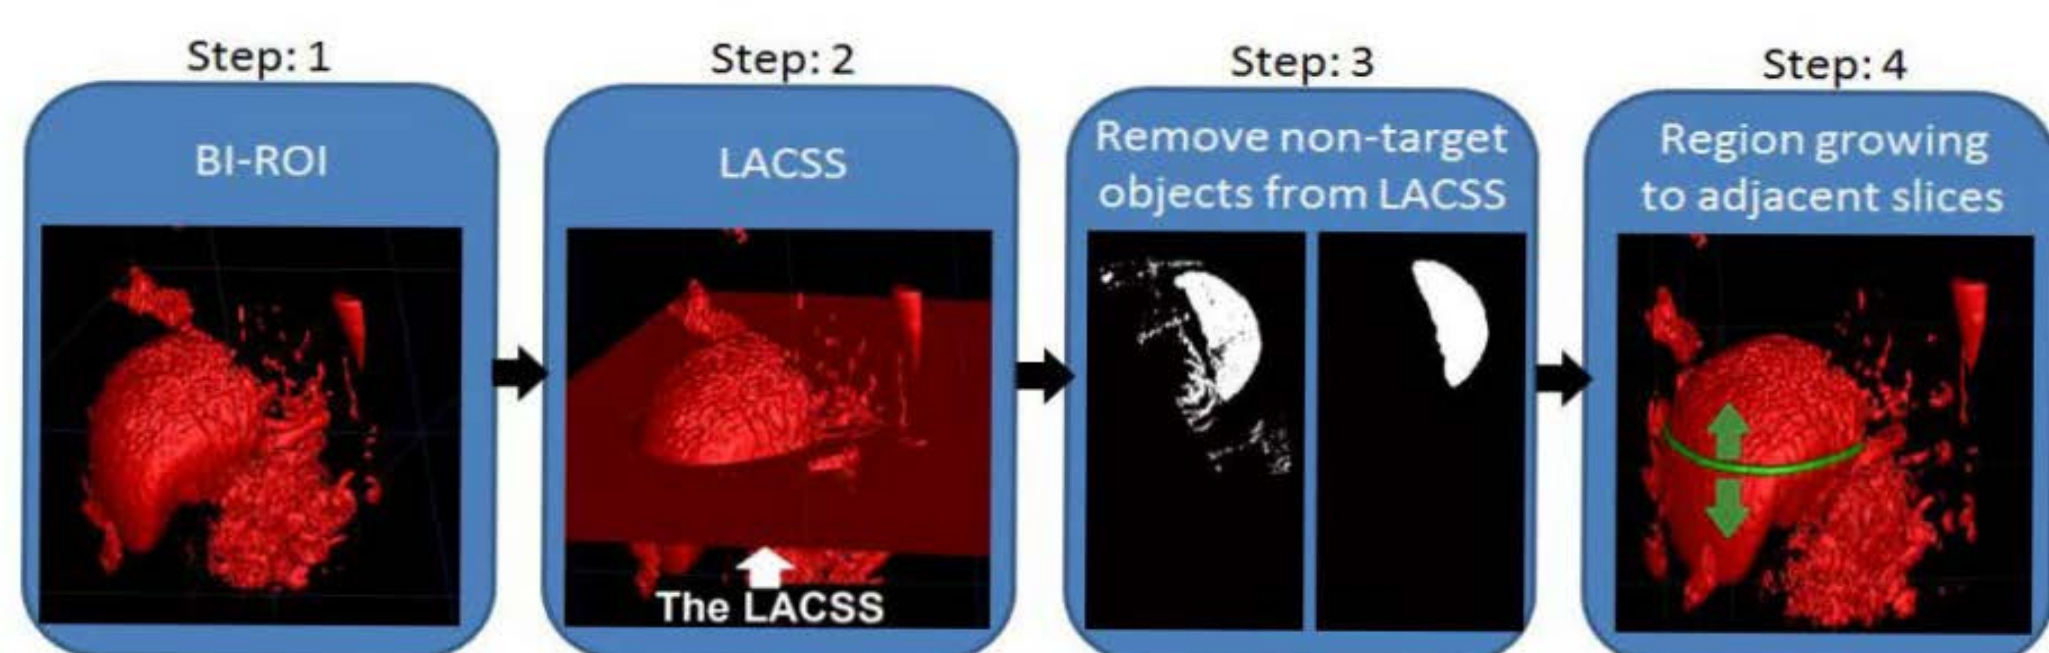 Step: 1
BI-ROI
Step: 2
LACSS
The LACSS
Step: 3
Remove non-target
objects from LACSS
Step: 4
Region growing
to adjacent slices